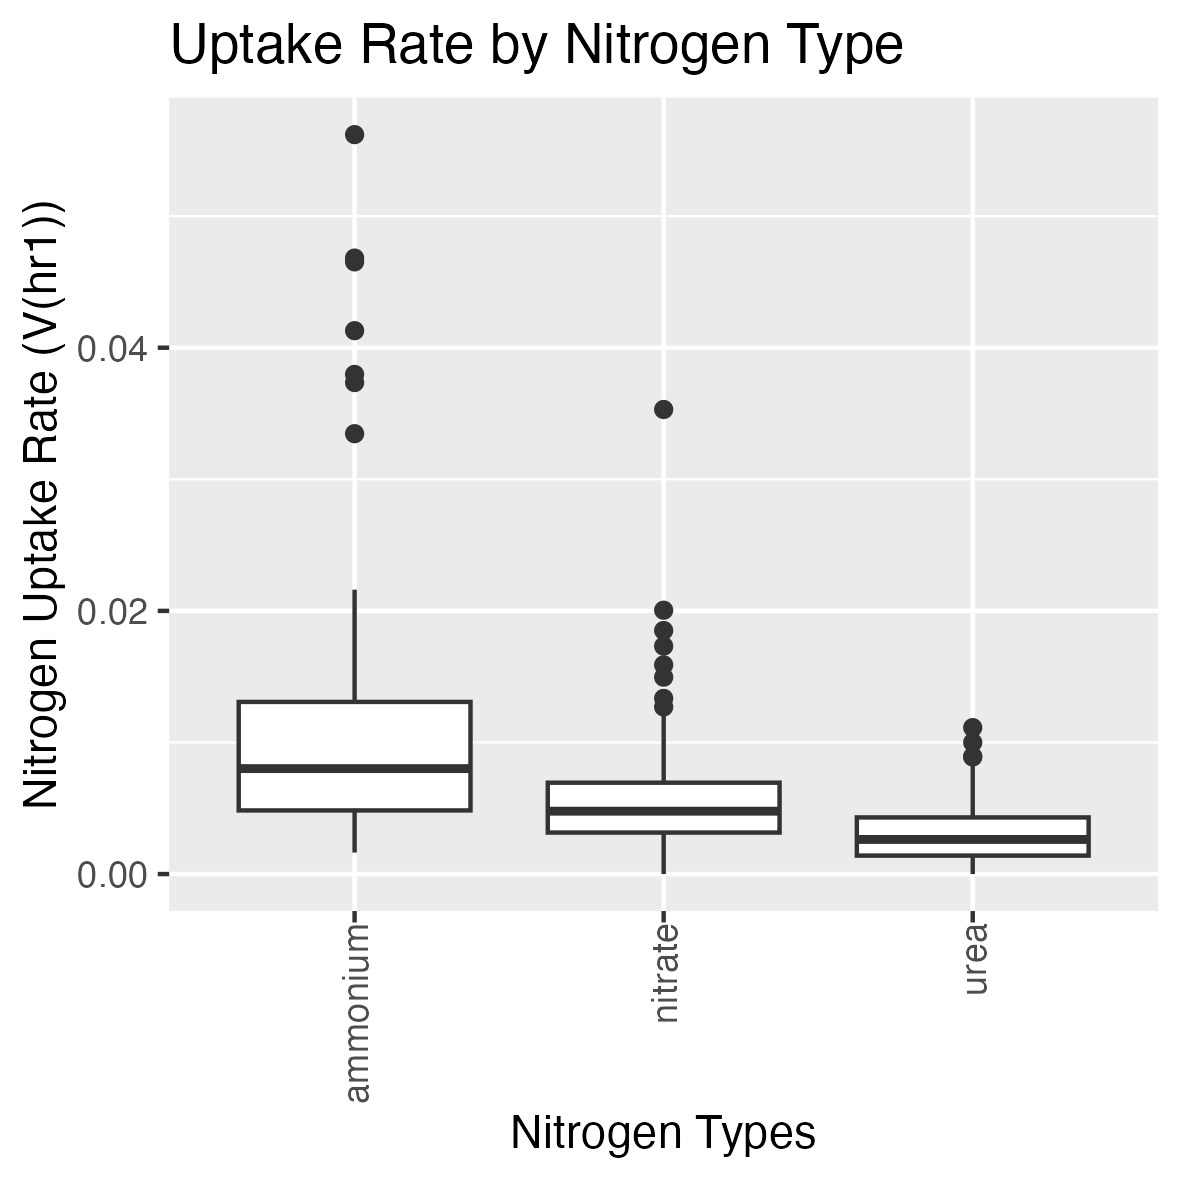 Uptake Rate by Nitrogen Type
Nitrogen Uptake Rate (V(hr1))
0.04
0.02
0.00
ammonium
nitrate
urea
Nitrogen Types